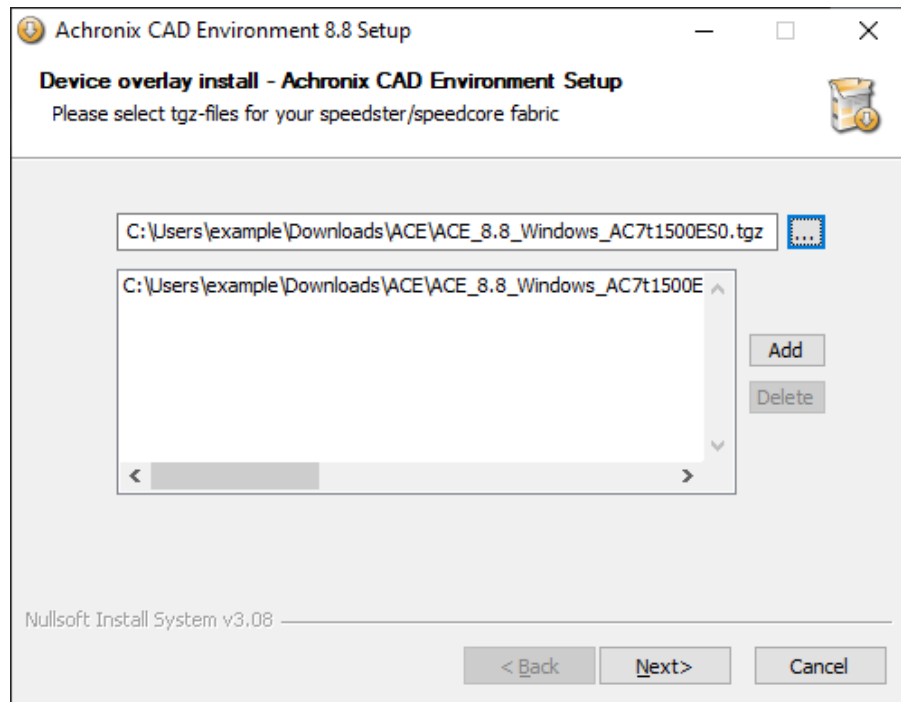 Achronix CAD Environment 8.8 Setup
Device overlay install - Achronix CAD Environment Setup
Please select tgz-files for your speedster/speedcore fabric
C:\Users\example\Downloads\ACE\ACE_8.8_Windows_AC7t1500ES0.tgz ...
C:\Users\example\Downloads\ACE\ACE_8.8_Windows_AC7t1500E
Add
Delete
Nullsoft Install System v3.08
< Back Next> Cancel